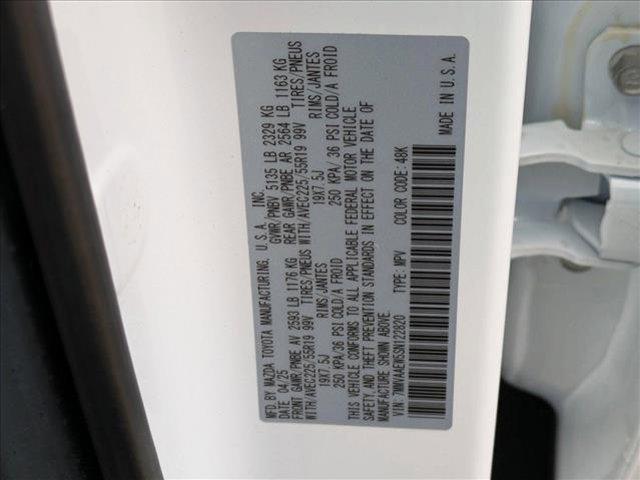 MFD. BY MAZDA TOYOTA MANUFACTURING, U.S.A., INC.
DATE 04/25 GVWR/PNBV 5135 LB 2329 KG
FRONT GAWR/PNBE AV 2593 LB 1176 KG REAR GAWR/PNBE AR 2564 LB 1163 KG
WITH/AVEC225/55R19 99V TIRES/PNEUS WITH/AVEC225/55R19 99V TIRES/PNEUS
19X7.5J RIMS/JANTES 19X7.5J RIMS/JANTES
250 KPA/36 PSI COLD/A FROID 250 KPA/36 PSI COLD/A FROID
THIS VEHICLE CONFORMS TO ALL APPLICABLE FEDERAL MOTOR VEHICLE
SAFETY, AND THEFT PREVENTION STANDARDS IN EFFECT ON THE DATE OF
MANUFACTURE SHOWN ABOVE.
TYPE: MPV COLOR CODE: 48K
MADE IN U.S.A.